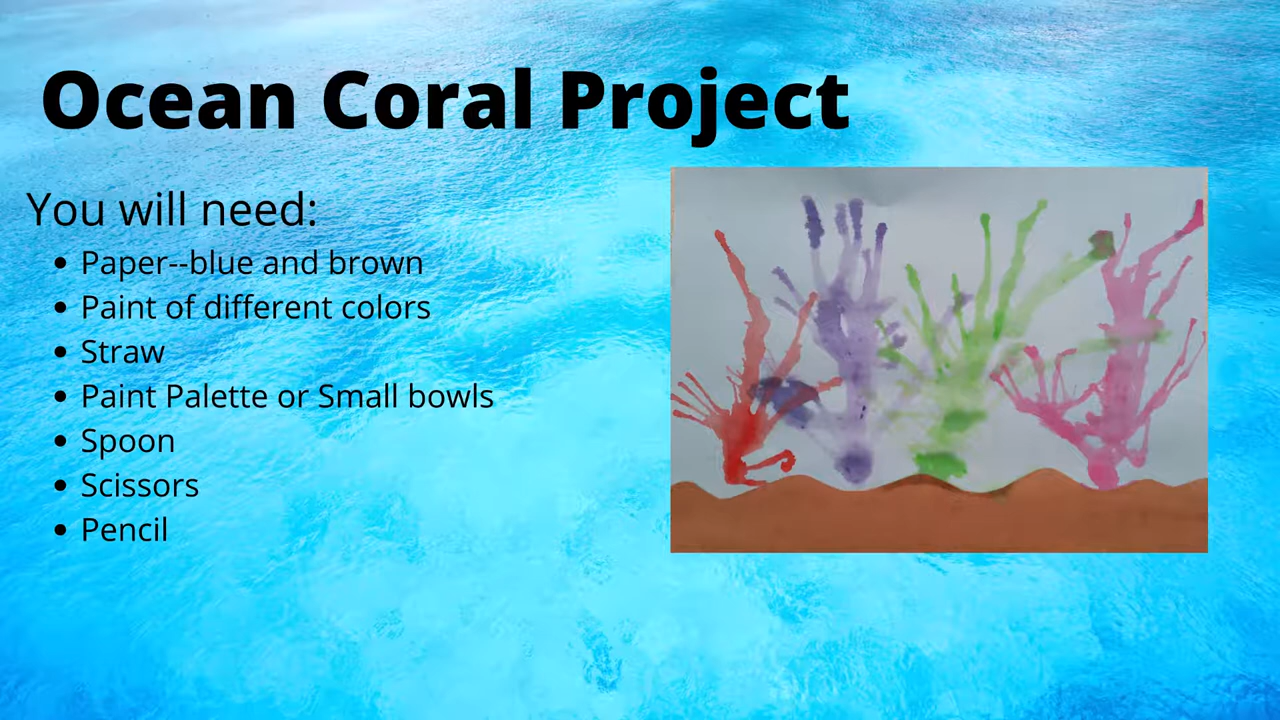 Ocean Coral Project
You will need:
Paper--blue and brown
Paint of different colors
Straw
Paint Palette or Small bowls
Spoon
Scissors
Pencil